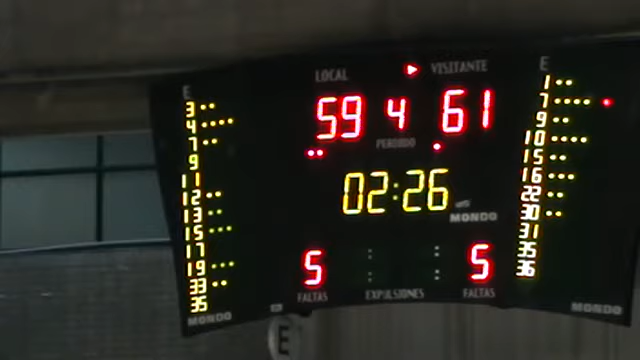 LOCAL VISITANTE
59 4 61
PERIODO
02:26
MONDO
5 5
FALTAS EXPULSIONES FALTAS
E
3
4
7
9
11
12
13
15
17
19
33
35
MONDO
E
1
7
9
10
15
16
22
30
31
35
36
MONDO
E